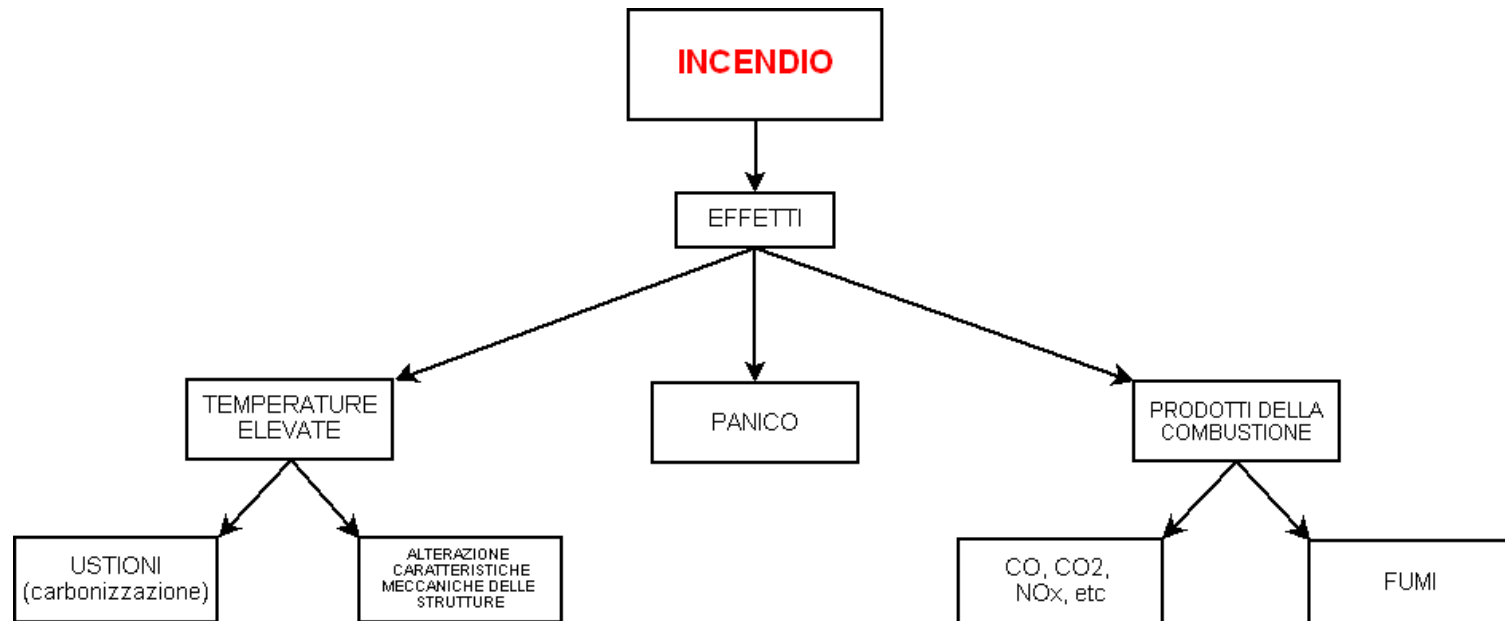 INCENDIO
EFFETTI
TEMPERATURE
ELEVATE
PANICO
PRODOTTI DELLA
COMBUSTIONE
USTIONI
(carbonizzazione)
ALTERAZIONE
CARATTERISTICHE
MECCANICHE DELLE
STRUTTURE
CO, CO2,
NOx, etc
FUMI